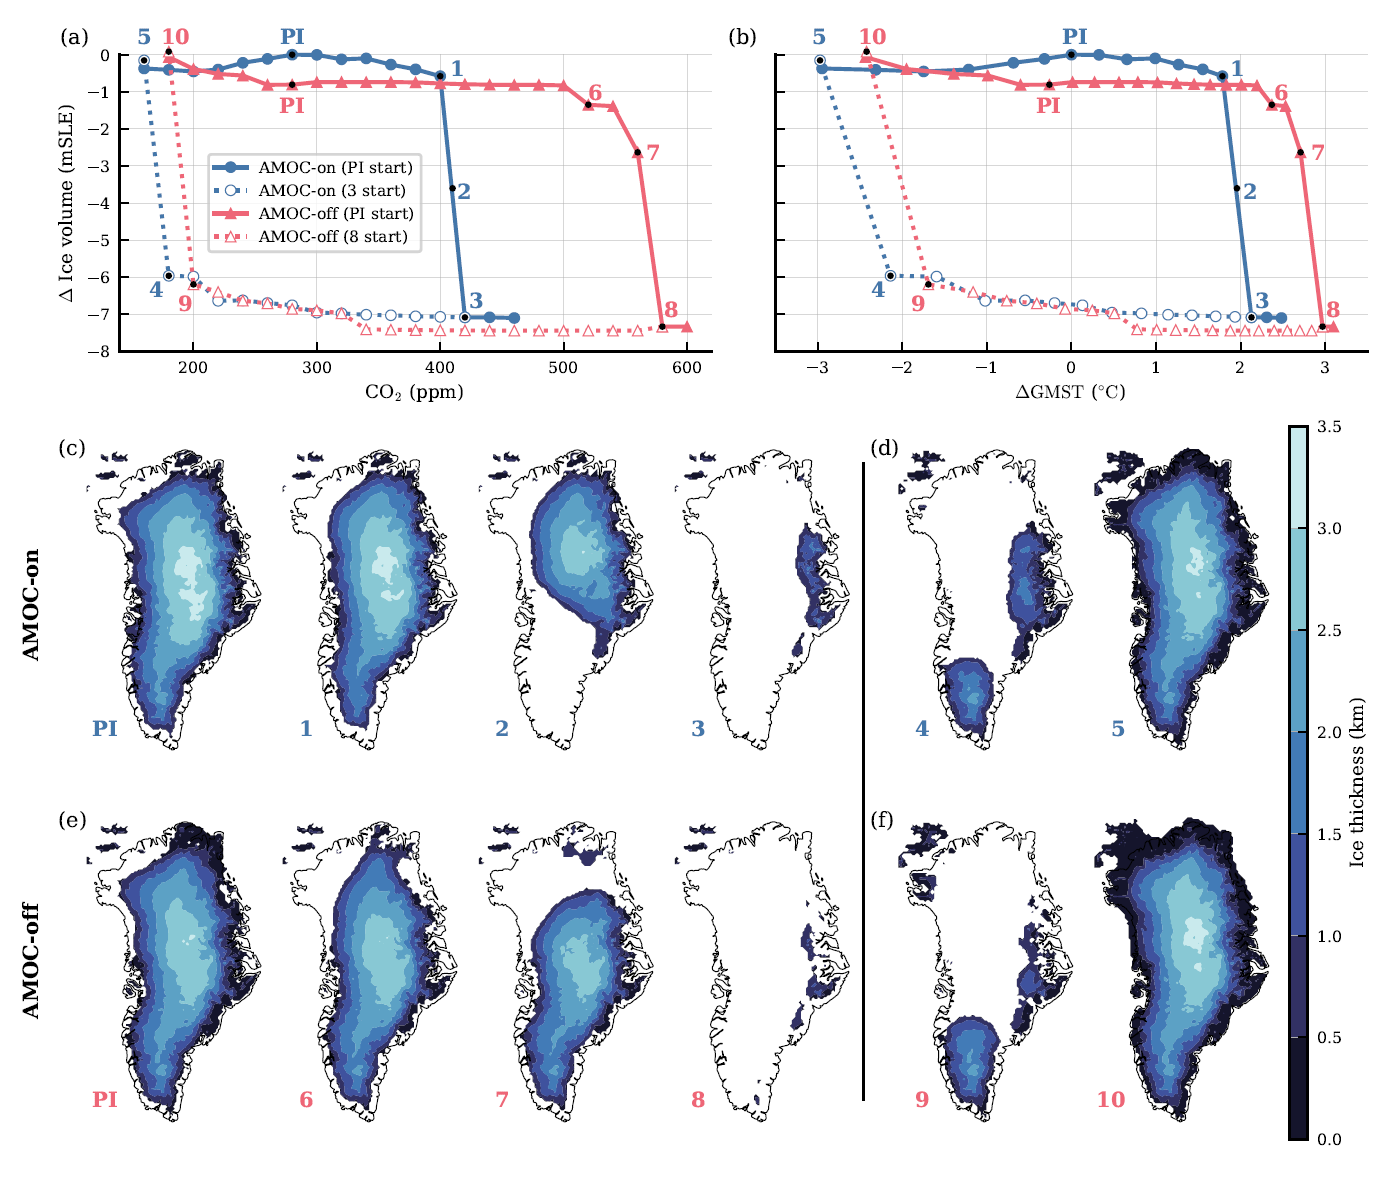 (a)
5
10
PI
1
PI
6
7
2
4
9
3
8
0
−1
−2
−3
−4
−5
−6
−7
−8
Δ Ice volume (mSLE)
AMOC-on (PI start)
AMOC-on (3 start)
AMOC-off (PI start)
AMOC-off (8 start)
200
300
400
500
600
CO₂ (ppm)
(b)
5
10
PI
1
PI
6
7
2
4
9
3
8
−3
−2
−1
0
1
2
3
ΔGMST (°C)
(c)
(d)
AMOC-on
PI
1
2
3
4
5
(e)
(f)
AMOC-off
PI
6
7
8
9
10
3.5
3.0
2.5
2.0
1.5
1.0
0.5
0.0
Ice thickness (km)